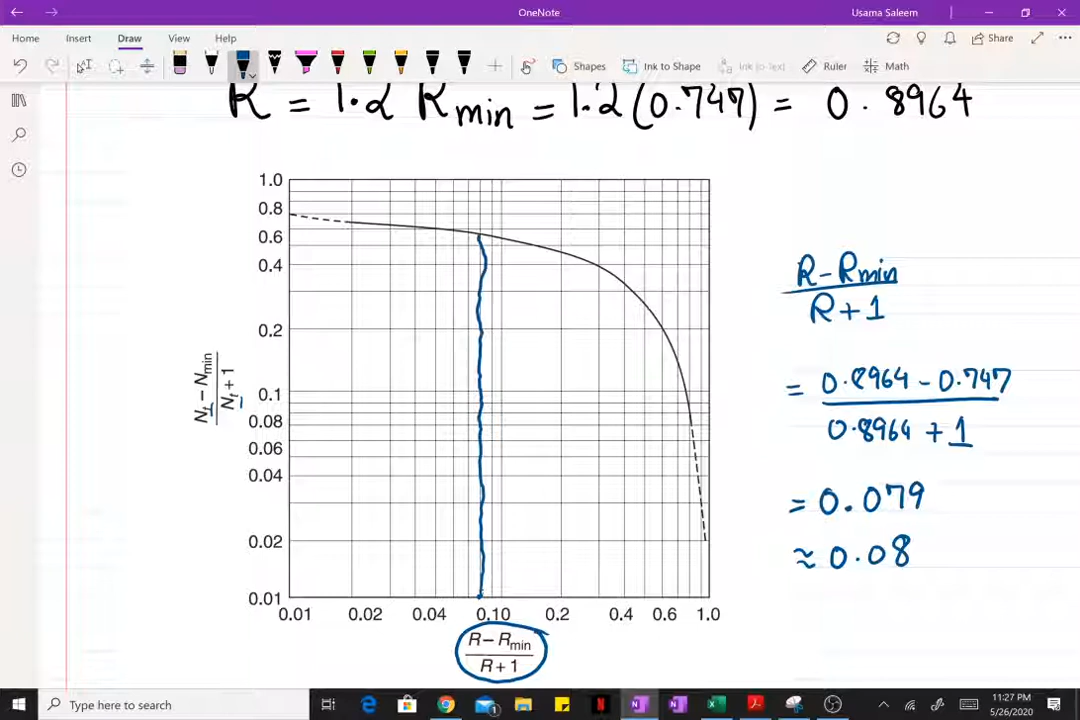 OneNote
Usama Saleem
Home Insert Draw View Help
Share
Shapes Ink to Shape Ink to Text Ruler Math
R = 1.2 Rmin = 1.2 (0.747) = 0.8964
1.0
0.8
0.6
0.4
0.2
0.1
0.08
0.06
0.04
0.02
0.01
Nt − Nmin
Nt + 1
0.01 0.02 0.04 0.10 0.2 0.4 0.6 1.0
R − Rmin
R + 1
R − Rmin
R + 1
= 0.8964 − 0.747
0.8964 + 1
= 0.079
≈ 0.08
Type here to search
1
11:27 PM
5/26/2020